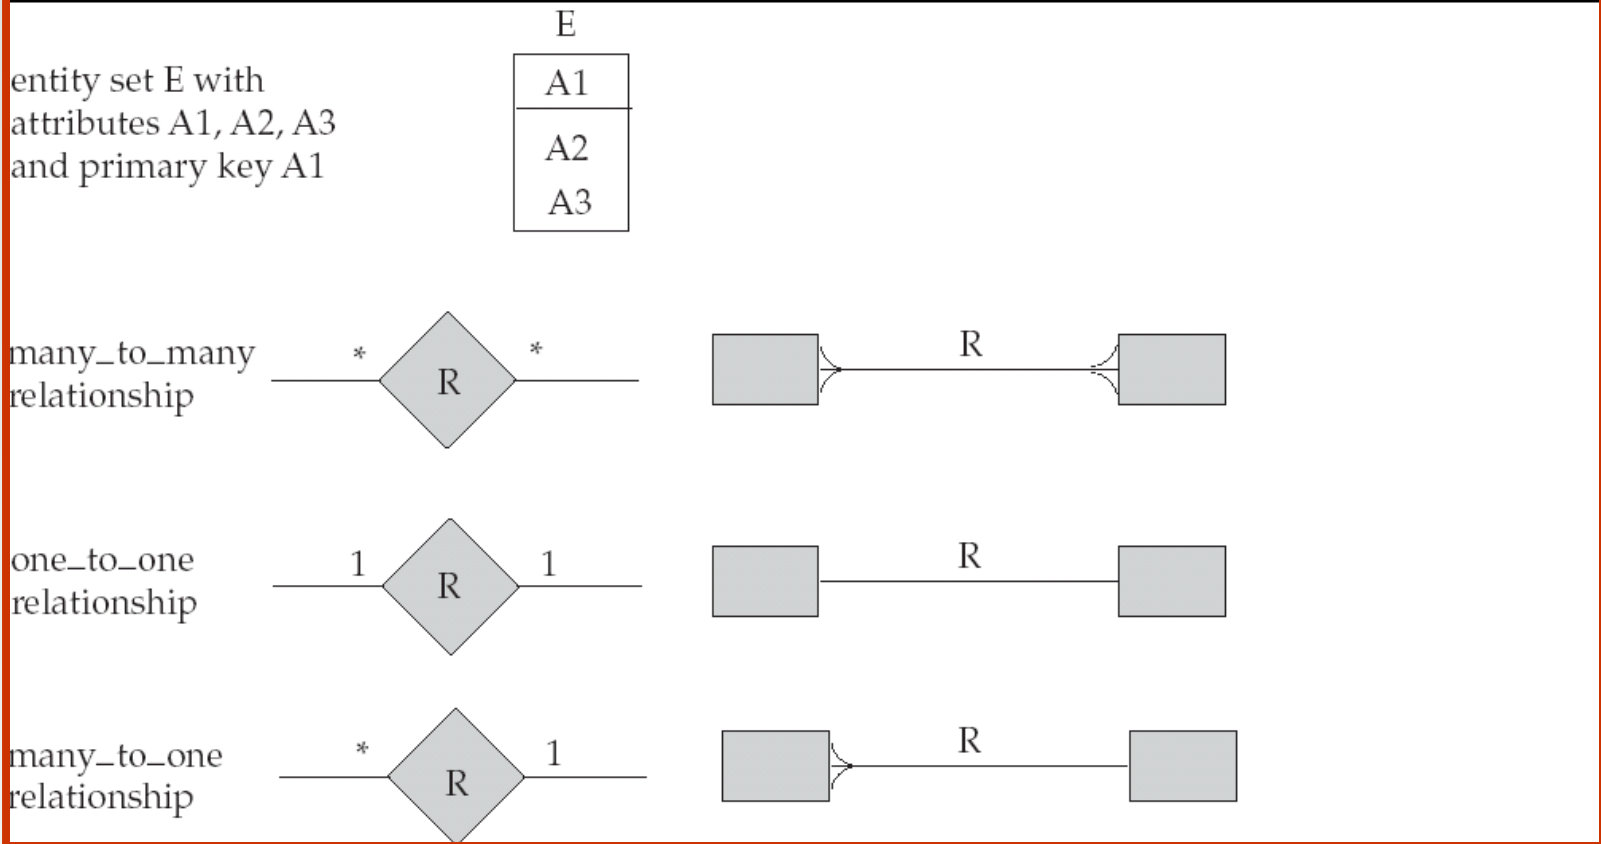 E
entity set E with
attributes A1, A2, A3
and primary key A1
A1
A2
A3
many_to_many
relationship
* R *
R
one_to_one
relationship
1 R 1
R
many_to_one
relationship
* R 1
R